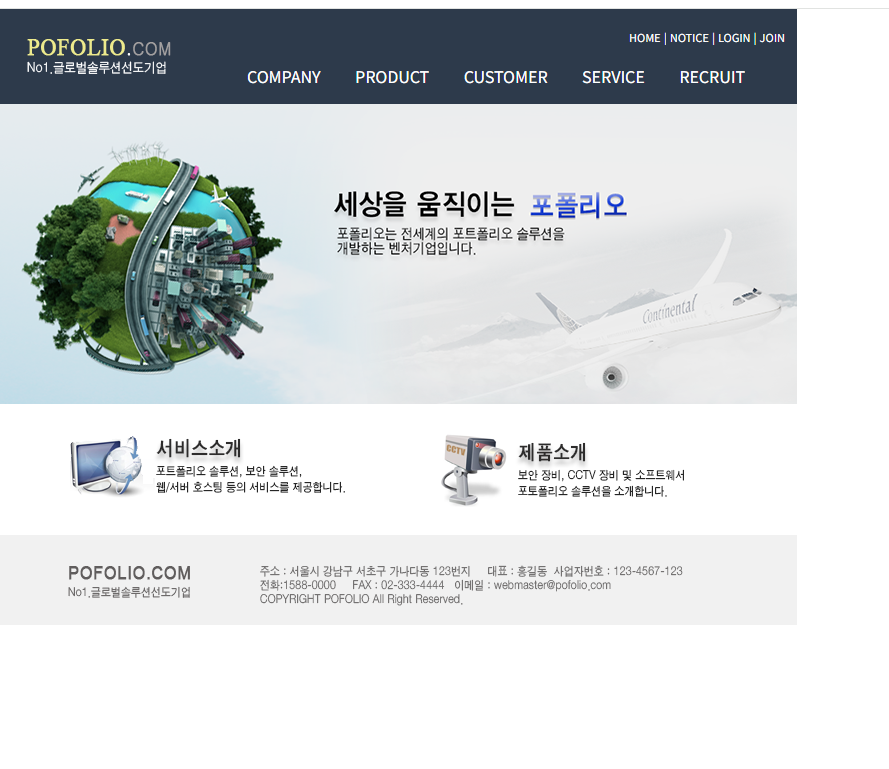 HOME | NOTICE | LOGIN | JOIN
POFOLIO.COM
No1.글로벌솔루션선도기업
COMPANY PRODUCT CUSTOMER SERVICE RECRUIT
세상을 움직이는 포폴리오
포폴리오는 전세계의 포트폴리오 솔루션을
개발하는 벤처기업입니다.
Continental
서비스소개
포트폴리오 솔루션, 보안 솔루션,
웹/서버 호스팅 등의 서비스를 제공합니다.
CCTV
제품소개
보안 장비, CCTV 장비 및 소프트웨서
포토폴리오 솔루션을 소개합니다.
POFOLIO.COM
No1.글로벌솔루션선도기업
주소 : 서울시 강남구 서초구 가나다동 123번지 대표 : 홍길동 사업자번호 : 123-4567-123
전화:1588-0000 FAX : 02-333-4444 이메일 : webmaster@pofolio.com
COPYRIGHT POFOLIO All Right Reserved.